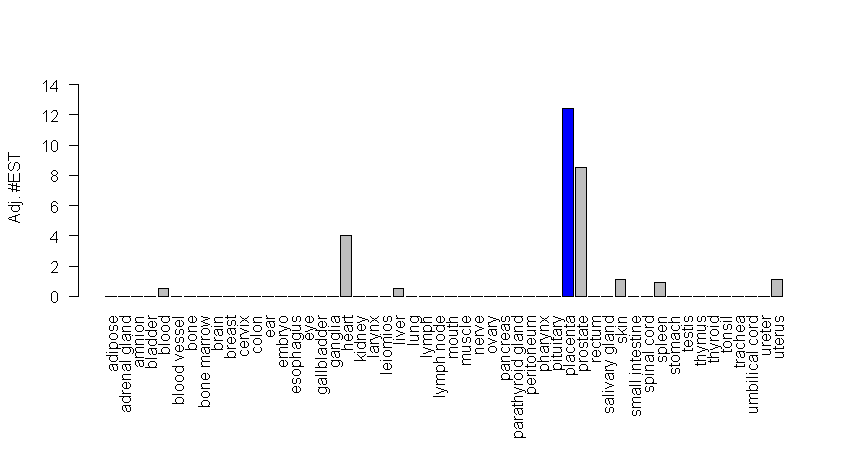 Adj. #EST
14
12
10
8
6
4
2
0
adipose
adrenal gland
amnion
bladder
blood
blood vessel
bone
bone marrow
brain
breast
cervix
colon
ear
embryo
esophagus
eye
gallbladder
ganglia
heart
kidney
larynx
leiomios
liver
lung
lymph
lymph node
mouth
muscle
nerve
ovary
pancreas
parathyroid gland
peritoneum
pharynx
pituitary
placenta
prostate
rectum
salivary gland
skin
small intestine
spinal cord
spleen
stomach
testis
thymus
thyroid
tonsil
trachea
umbilical cord
ureter
uterus